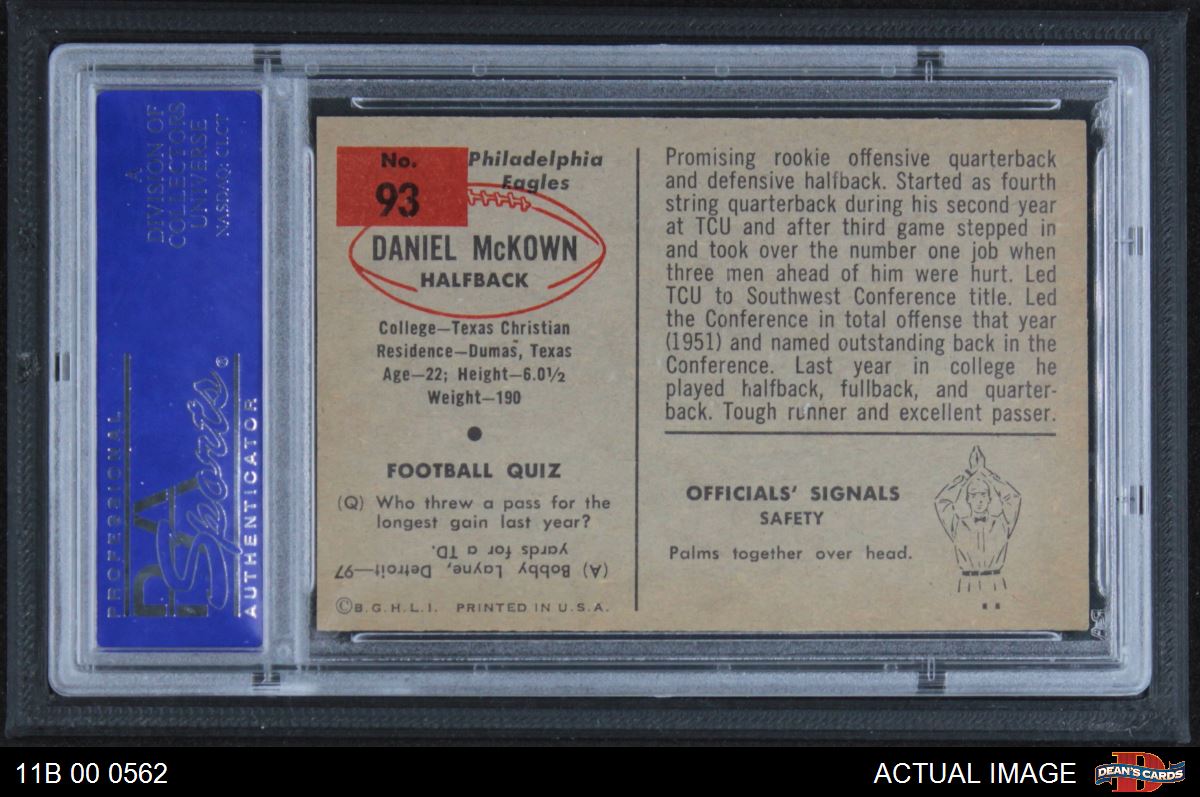 A
DIVISION OF
COLLECTORS
UNIVERSE
NASDAQ: CLCT
PROFESSIONAL
PSA
Sports
AUTHENTICATOR
No.
93
Philadelphia
Eagles
DANIEL McKOWN
HALFBACK
College—Texas Christian
Residence—Dumas, Texas
Age—22; Height—6.0½
Weight—190
FOOTBALL QUIZ
(Q) Who threw a pass for the
longest gain last year?
(A) Bobby Layne, Detroit—97
yards for a TD.
©B.G.H.L.I. PRINTED IN U.S.A.
Promising rookie offensive quarterback
and defensive halfback. Started as fourth
string quarterback during his second year
at TCU and after third game stepped in
and took over the number one job when
three men ahead of him were hurt. Led
TCU to Southwest Conference title. Led
the Conference in total offense that year
(1951) and named outstanding back in the
Conference. Last year in college he
played halfback, fullback, and quarter-
back. Tough runner and excellent passer.
OFFICIALS' SIGNALS
SAFETY
Palms together over head.
11B 00 0562
ACTUAL IMAGE
D
DEAN'S CARDS